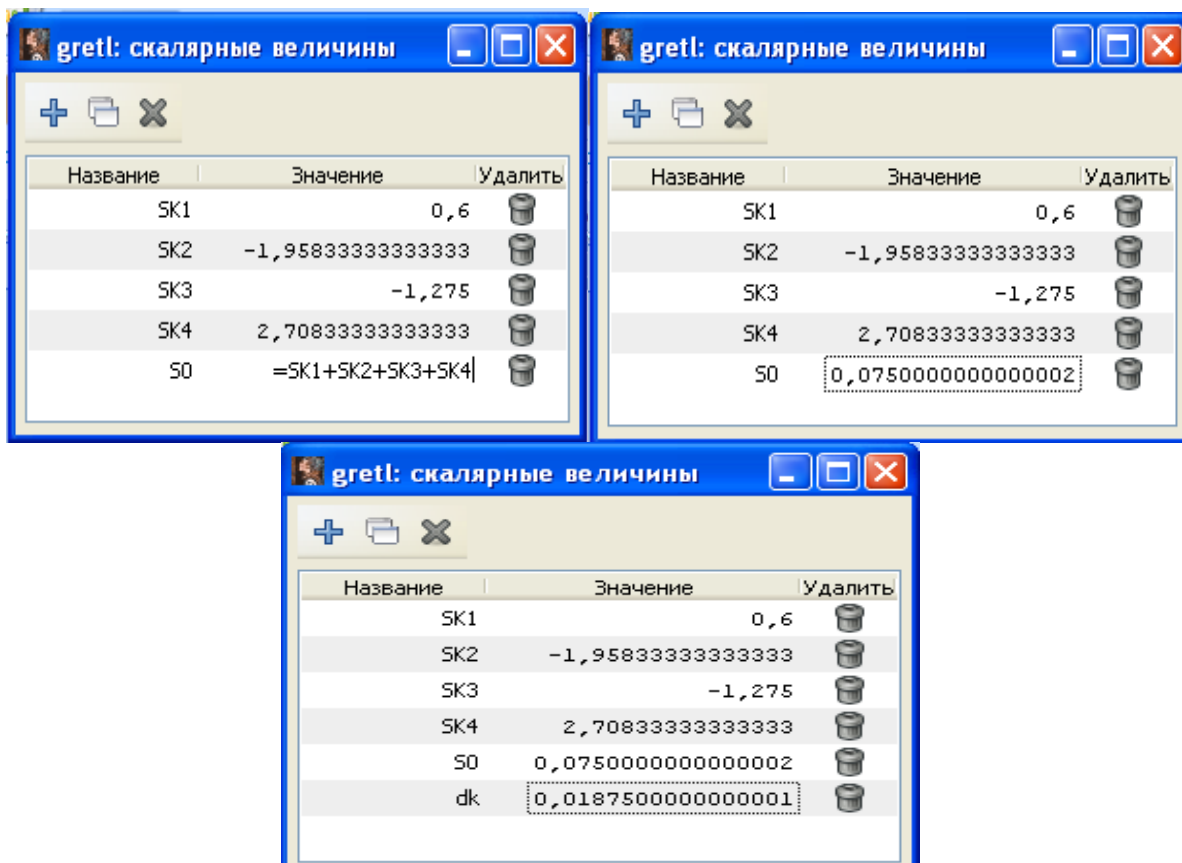 gretl: скалярные величины
Название Значение Удалить
SK1 0,6
SK2 -1,95833333333333
SK3 -1,275
SK4 2,70833333333333
S0 =SK1+SK2+SK3+SK4
gretl: скалярные величины
Название Значение Удалить
SK1 0,6
SK2 -1,95833333333333
SK3 -1,275
SK4 2,70833333333333
S0 0,0750000000000002
gretl: скалярные величины
Название Значение Удалить
SK1 0,6
SK2 -1,95833333333333
SK3 -1,275
SK4 2,70833333333333
S0 0,0750000000000002
dk 0,0187500000000001